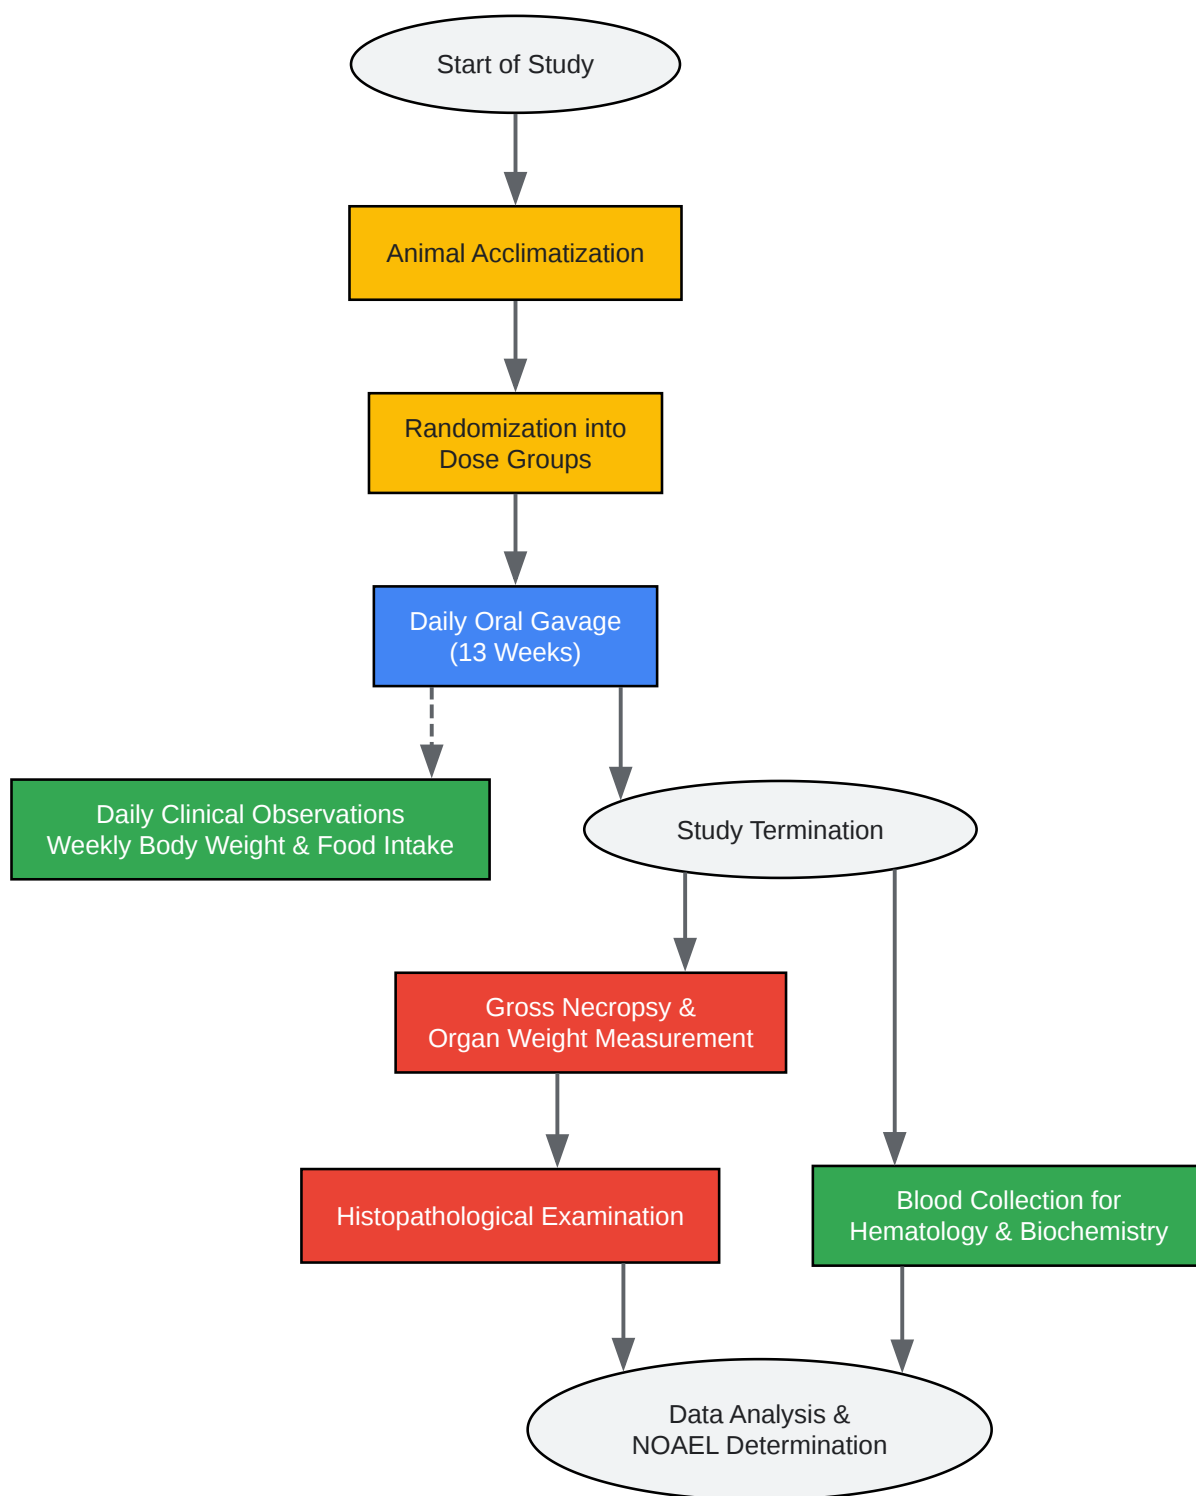 Start of Study
Animal Acclimatization
Randomization into
Dose Groups
Daily Oral Gavage
(13 Weeks)
Daily Clinical Observations
Weekly Body Weight & Food Intake
Study Termination
Gross Necropsy &
Organ Weight Measurement
Histopathological Examination
Blood Collection for
Hematology & Biochemistry
Data Analysis &
NOAEL Determination